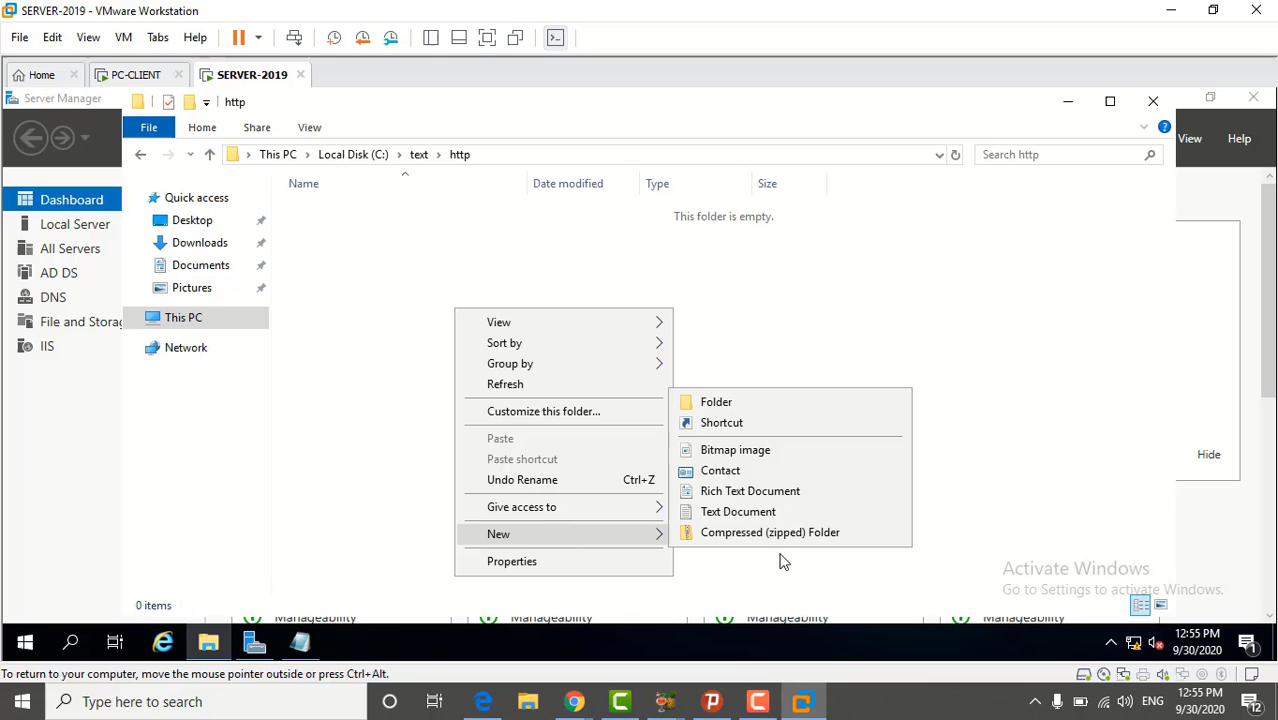 SERVER-2019 - VMware Workstation
File Edit View VM Tabs Help
Home PC-CLIENT SERVER-2019
Server Manager
http
View Help
File Home Share View
This PC Local Disk (C:) text http
Search http
Name Date modified Type Size
This folder is empty.
Dashboard
Local Server
All Servers
AD DS
DNS
File and Storag
IIS
Quick access
Desktop
Downloads
Documents
Pictures
This PC
Network
View
Sort by
Group by
Refresh
Customize this folder...
Paste
Paste shortcut
Undo Rename Ctrl+Z
Give access to
New
Properties
Folder
Shortcut
Bitmap image
Contact
Rich Text Document
Text Document
Compressed (zipped) Folder
Hide
Activate Windows
Go to Settings to activate Windows.
0 items
Manageability Manageability Manageability Manageability
12:55 PM
9/30/2020
1
To return to your computer, move the mouse pointer outside or press Ctrl+Alt.
Type here to search
ENG
12:55 PM
9/30/2020
12